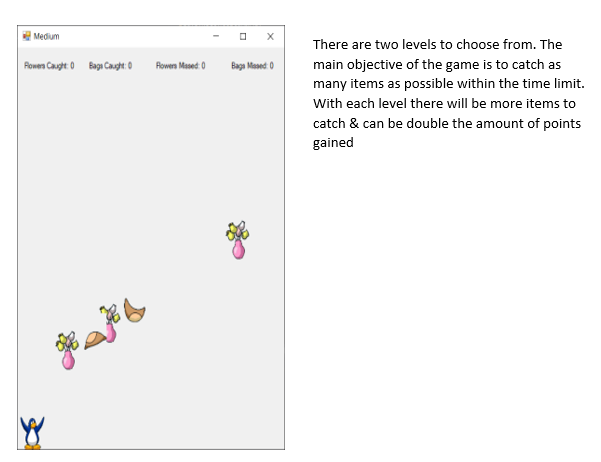 Medium
Flowers Caught: 0 Bags Caught: 0 Flowers Missed: 0 Bags Missed: 0
There are two levels to choose from. The
main objective of the game is to catch as
many items as possible within the time limit.
With each level there will be more items to
catch & can be double the amount of points
gained